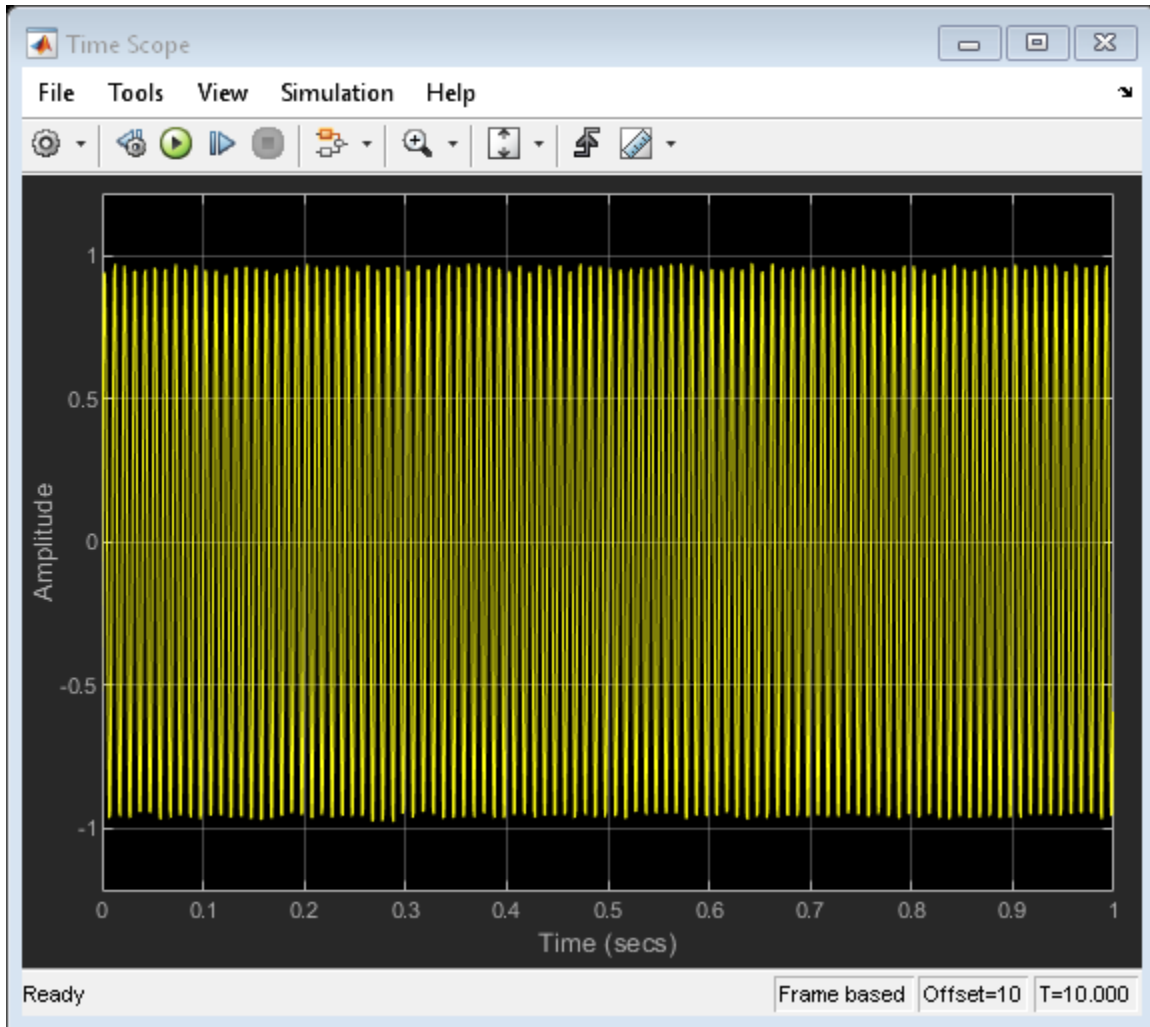 Time Scope
File Tools View Simulation Help
1
0.5
0
-0.5
-1
Amplitude
0 0.1 0.2 0.3 0.4 0.5 0.6 0.7 0.8 0.9 1
Time (secs)
Ready Frame based Offset=10 T=10.000